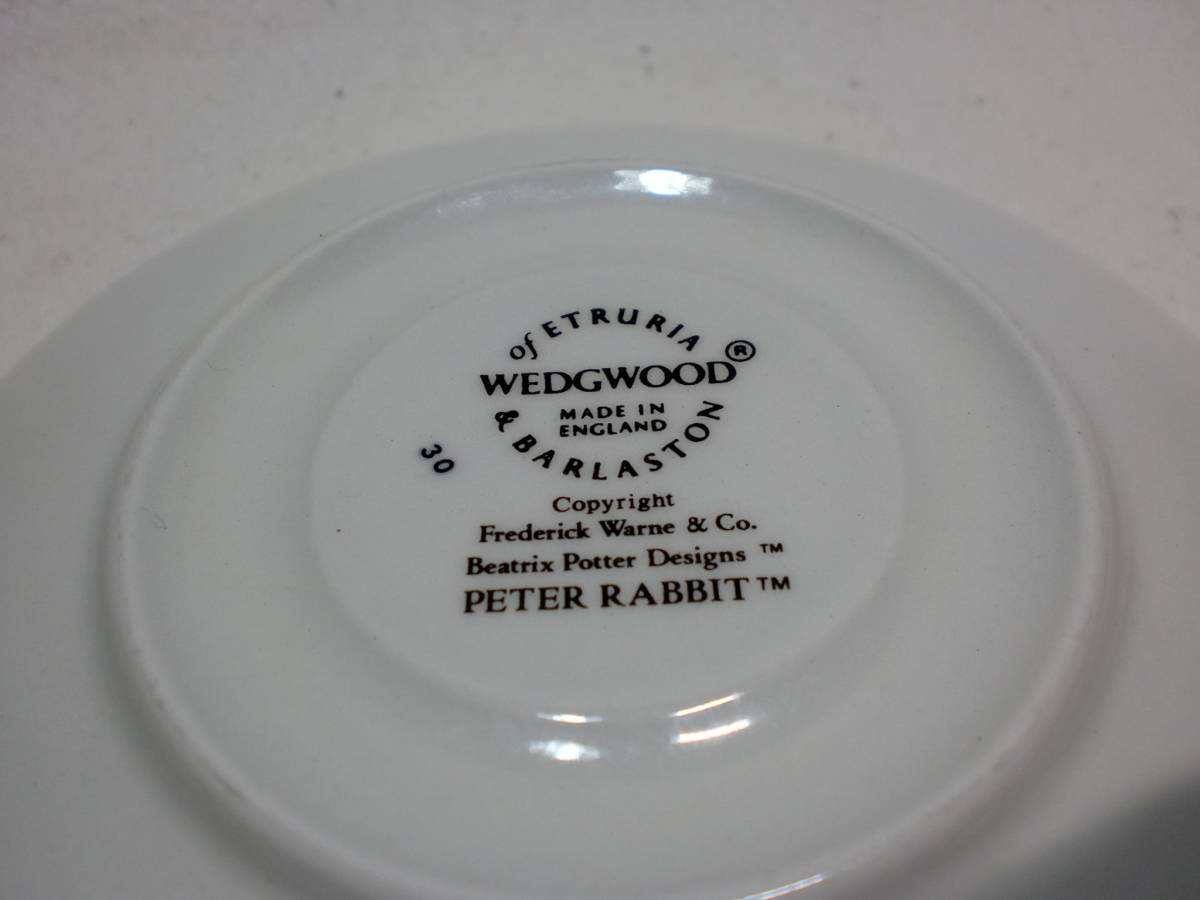 of ETRURIA
WEDGWOOD®
MADE IN
ENGLAND
& BARLASTON
30
Copyright
Frederick Warne & Co.
Beatrix Potter Designs ™
PETER RABBIT™